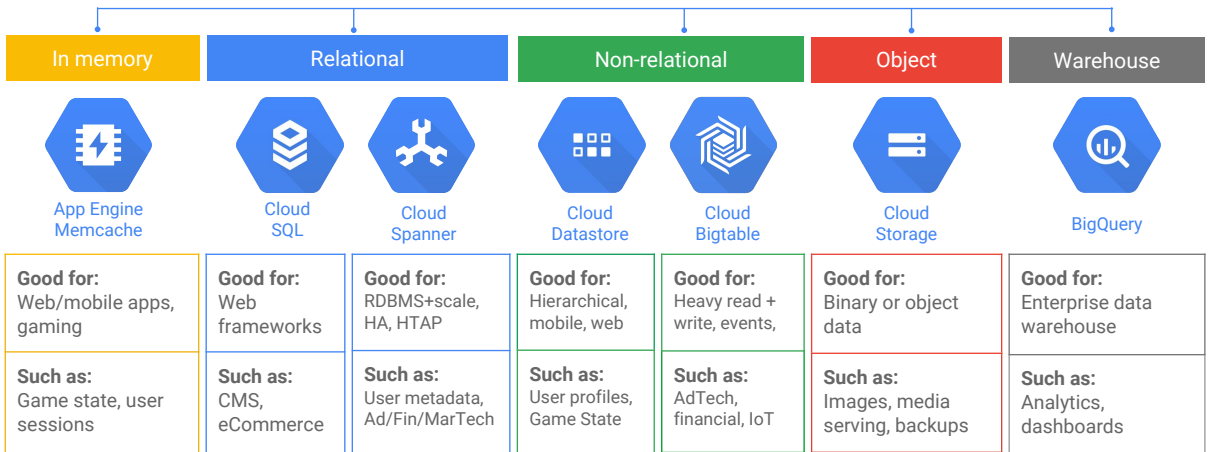 In memory
Relational
Non-relational
Object
Warehouse
App Engine
Memcache
Cloud
SQL
Cloud
Spanner
Cloud
Datastore
Cloud
Bigtable
Cloud
Storage
BigQuery
Good for:
Web/mobile apps,
gaming
Good for:
Web
frameworks
Good for:
RDBMS+scale,
HA, HTAP
Good for:
Hierarchical,
mobile, web
Good for:
Heavy read +
write, events,
Good for:
Binary or object
data
Good for:
Enterprise data
warehouse
Such as:
Game state, user
sessions
Such as:
CMS,
eCommerce
Such as:
User metadata,
Ad/Fin/MarTech
Such as:
User profiles,
Game State
Such as:
AdTech,
financial, IoT
Such as:
Images, media
serving, backups
Such as:
Analytics,
dashboards